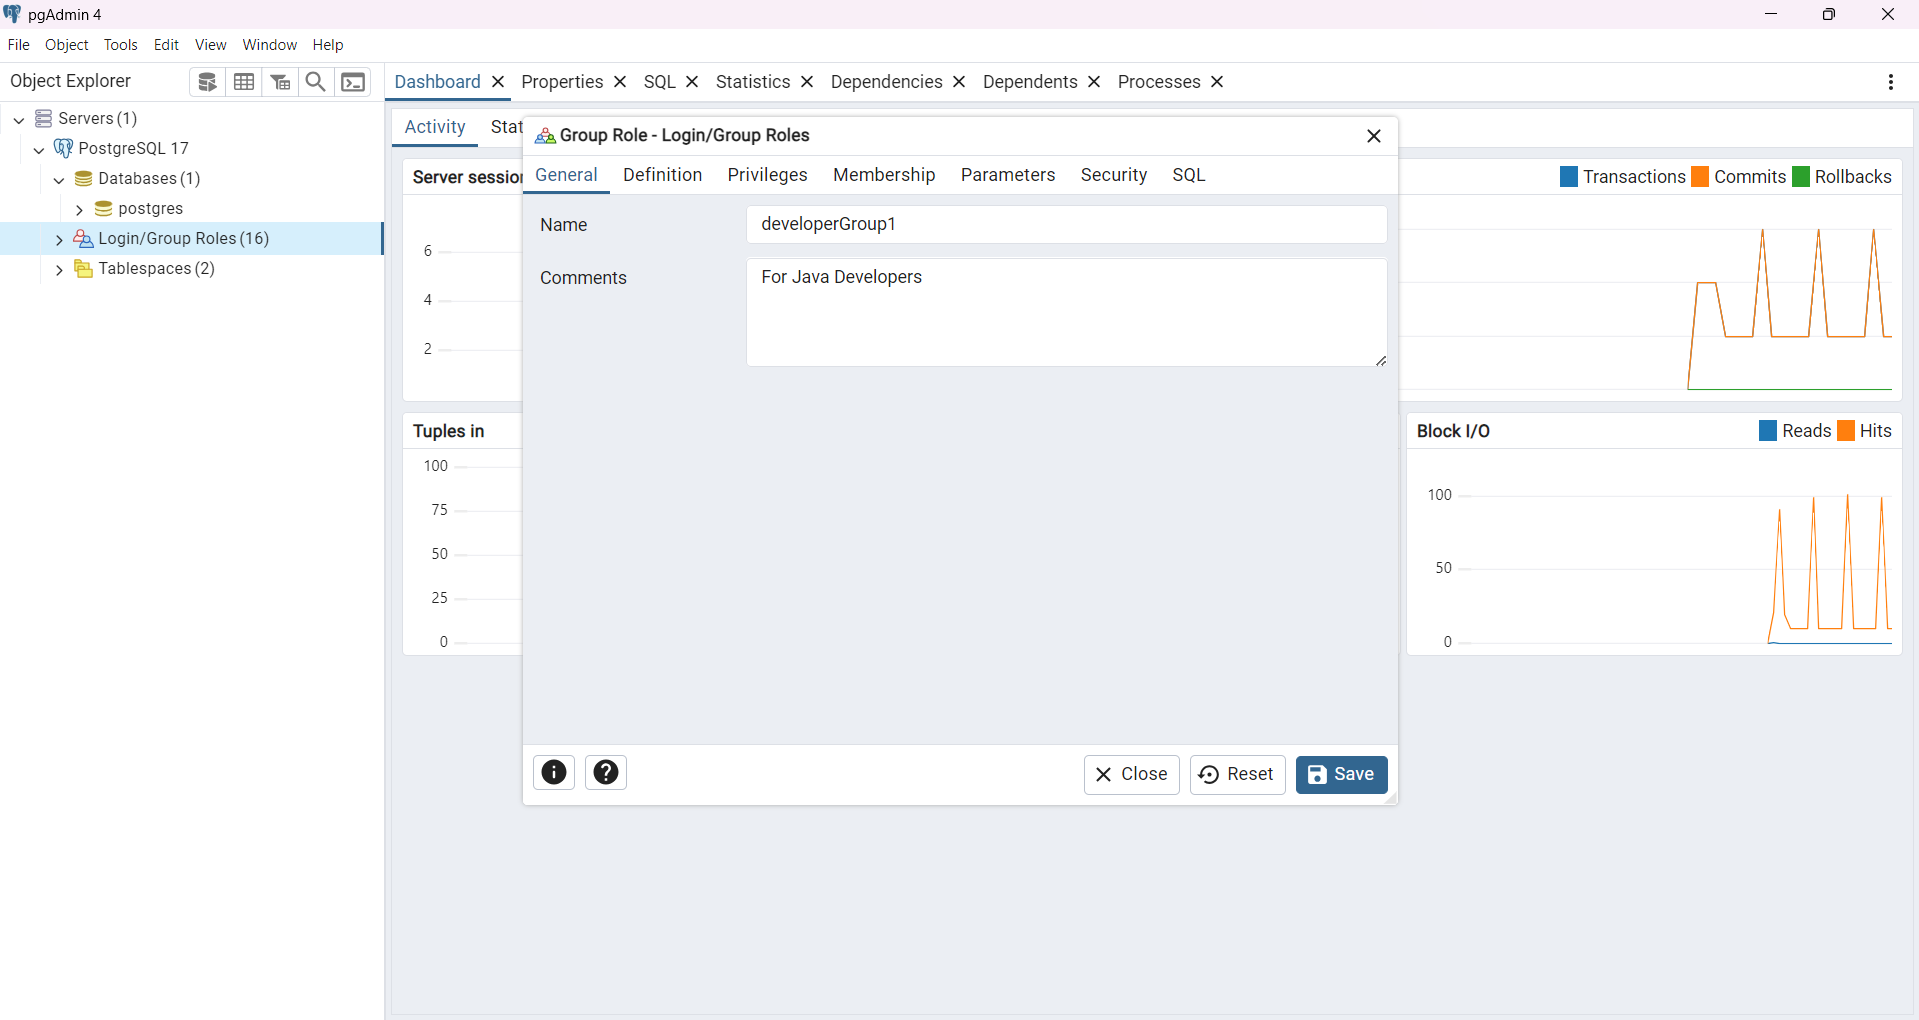 pgAdmin 4
File Object Tools Edit View Window Help
Object Explorer
Dashboard Properties SQL Statistics Dependencies Dependents Processes
Servers (1)
PostgreSQL 17
Databases (1)
postgres
Login/Group Roles (16)
Tablespaces (2)
Activity Stat
Server session
Transactions Commits Rollbacks
6
4
2
Tuples in
100
75
50
25
0
Group Role - Login/Group Roles
General Definition Privileges Membership Parameters Security SQL
Name developerGroup1
Comments For Java Developers
Close Reset Save
Block I/O Reads Hits
100
50
0